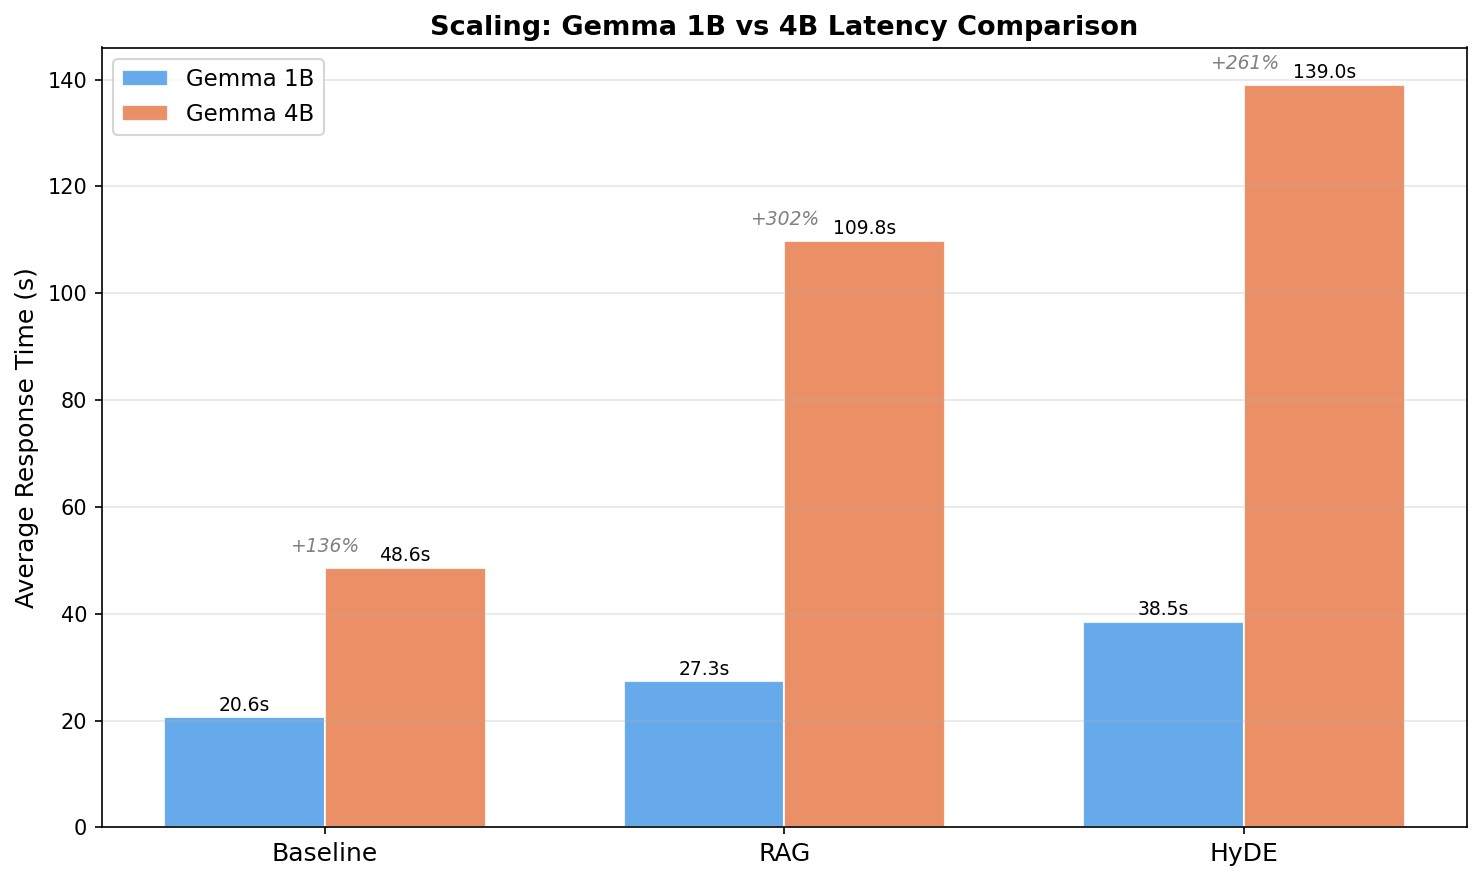 Scaling: Gemma 1B vs 4B Latency Comparison
Gemma 1B
Gemma 4B
Average Response Time (s)
140
120
100
80
60
40
20
0
+136%
20.6s
48.6s
+302%
27.3s
109.8s
+261%
38.5s
139.0s
Baseline
RAG
HyDE